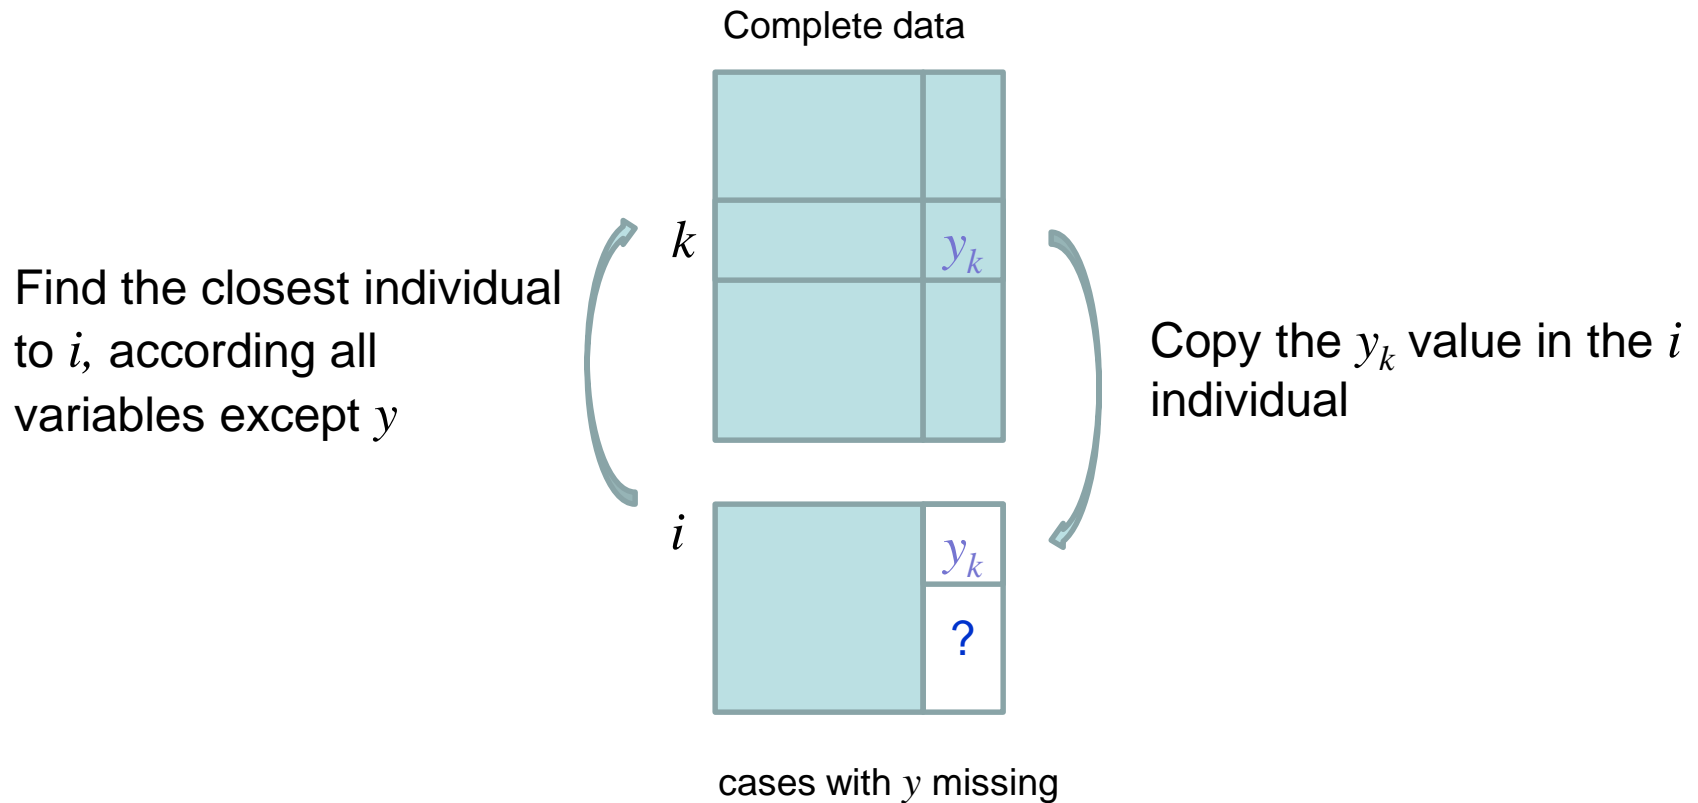 Complete data
k
y_k
Find the closest individual
to i, according all
variables except y
Copy the y_k value in the i
individual
i
y_k
?
cases with y missing